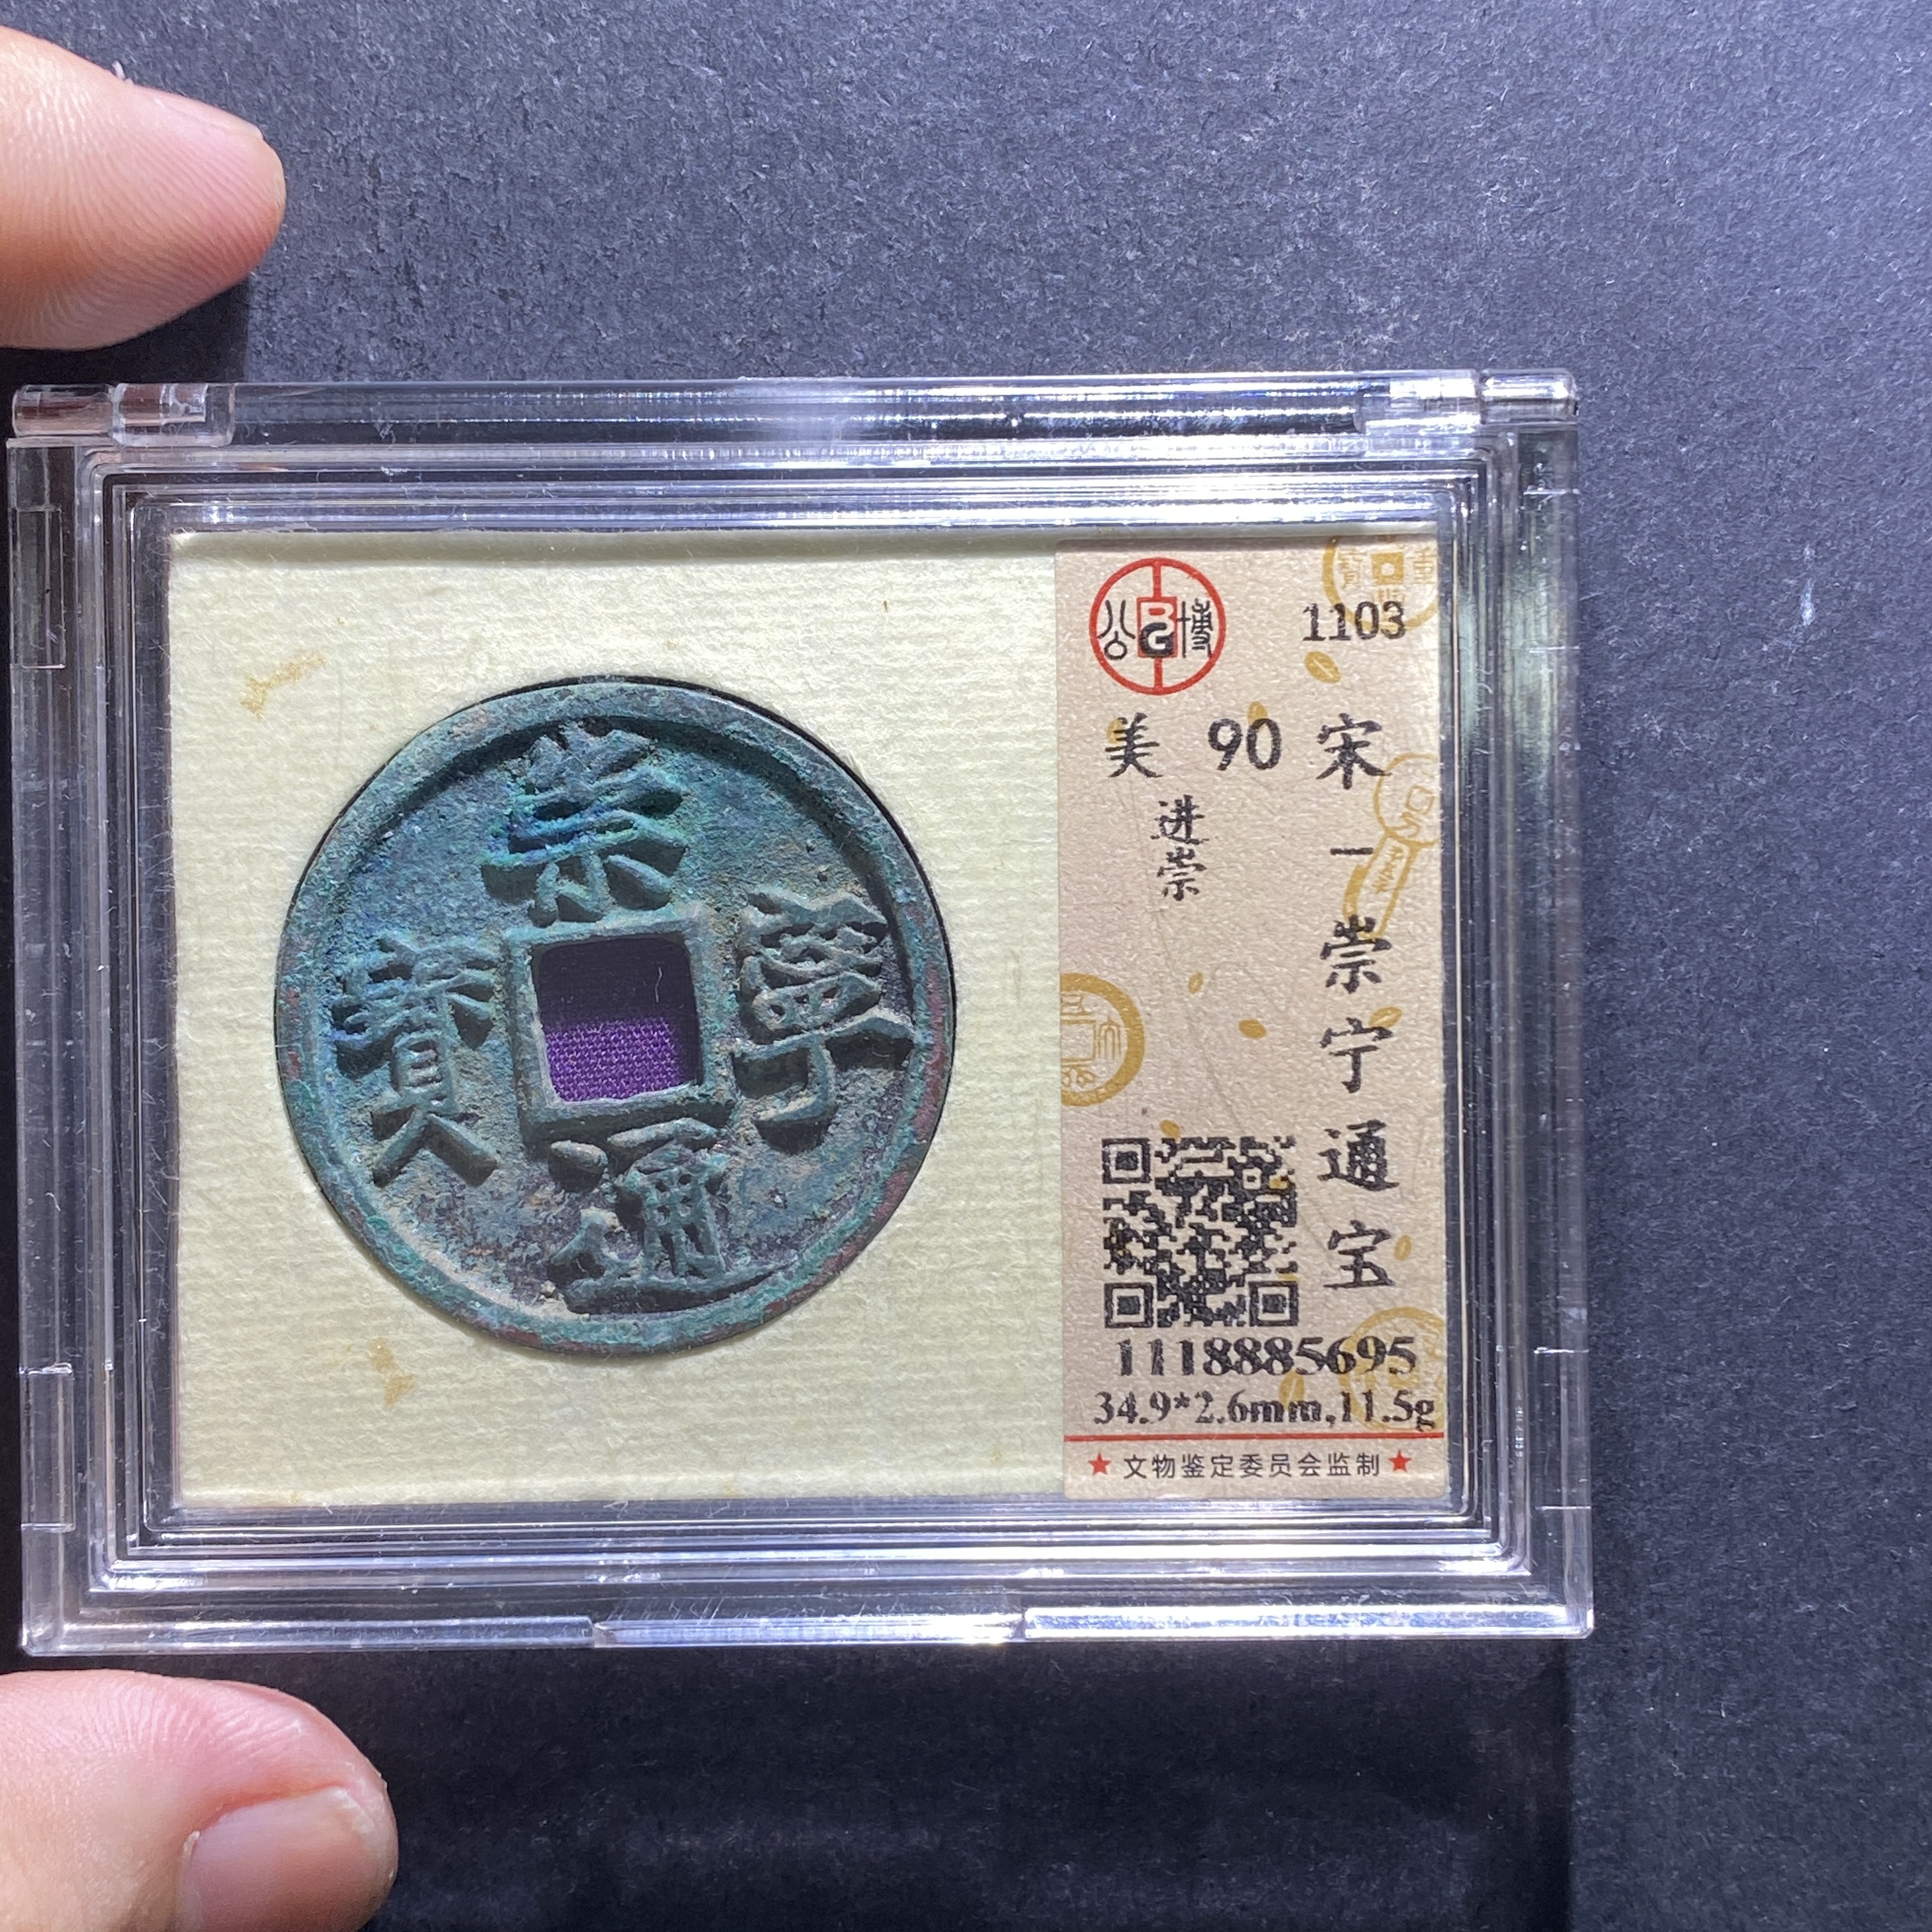 崇
寧
通
寶
公博
1103
美 90
宋-崇宁通宝
进崇
1118885695
34.9*2.6mm,11.5g
★文物鉴定委员会监制★